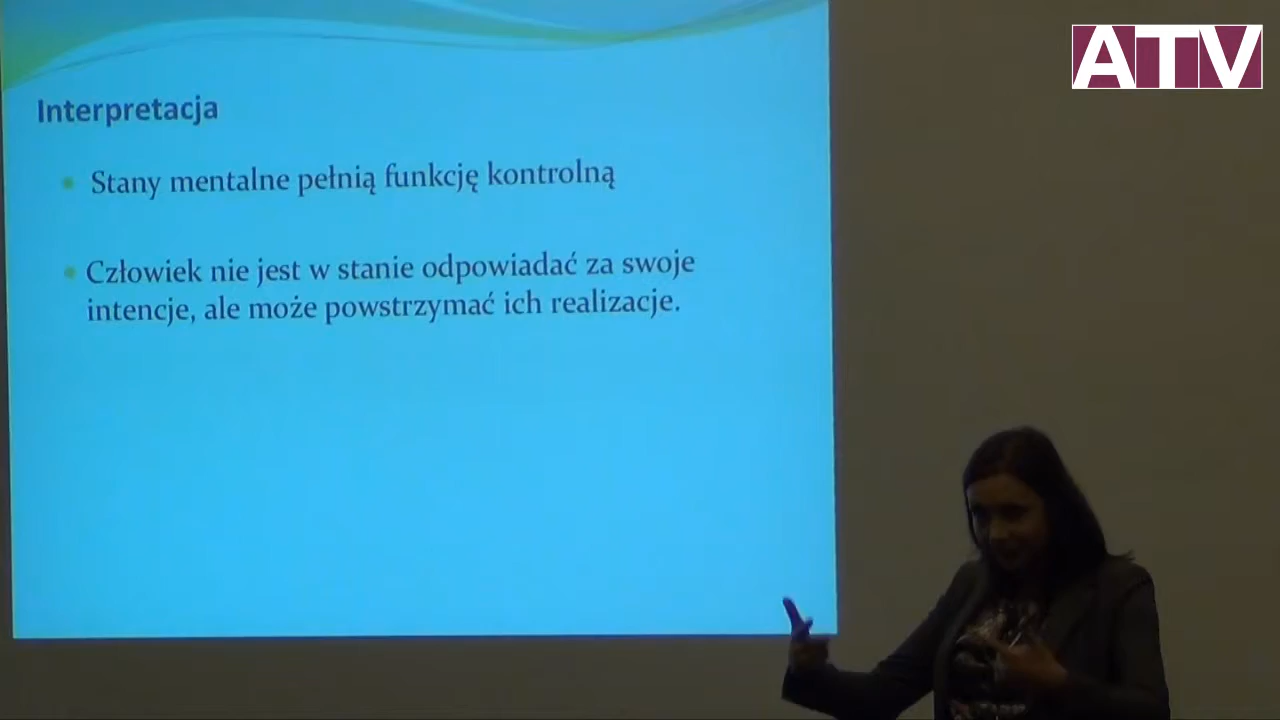 ATV
Interpretacja
Stany mentalne pełnią funkcję kontrolną
Człowiek nie jest w stanie odpowiadać za swoje
intencje, ale może powstrzymać ich realizacje.